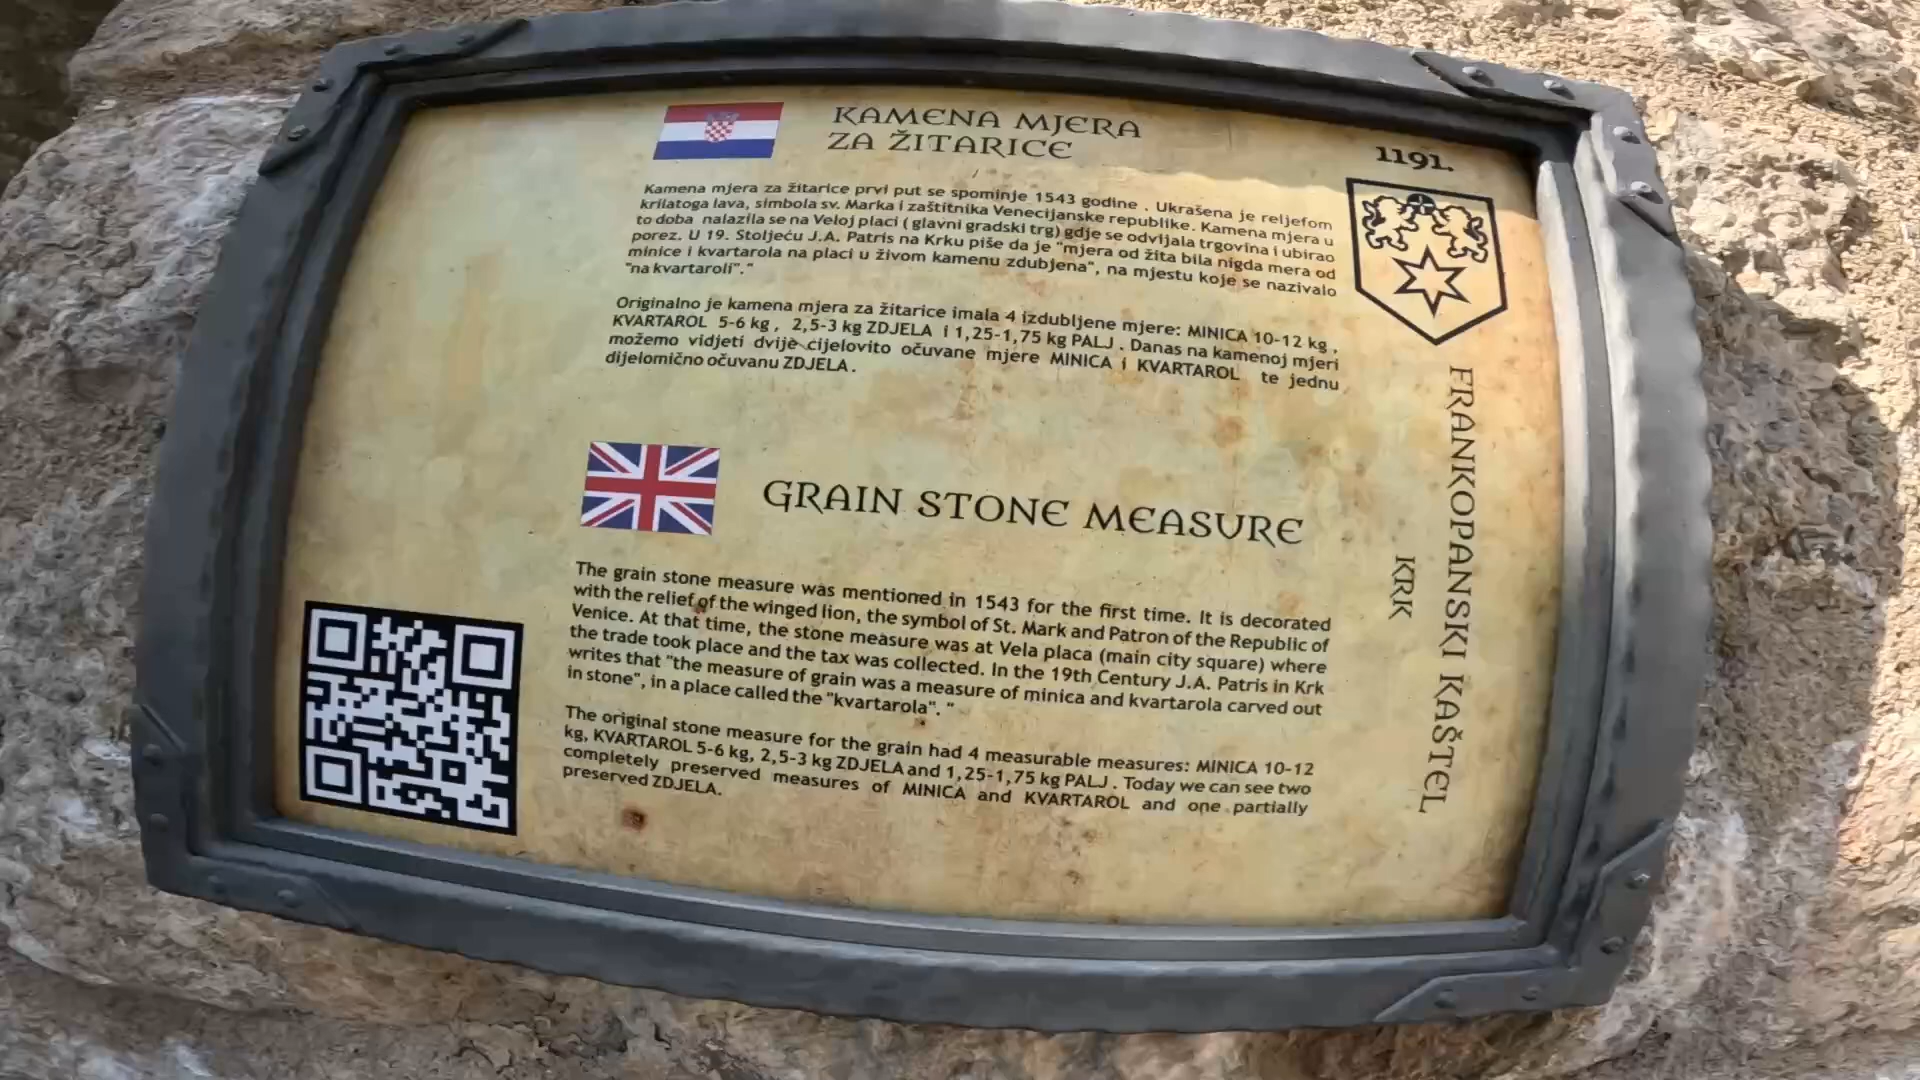 KAMENA MJERA
ZA ŽITARICE
Kamena mjera za žitarice prvi put se spominje 1543 godine . Ukrašena je reljefom
krilatoga lava, simbola sv. Marka i zaštitnika Venecijanske republike. Kamena mjera u
to doba nalazila se na Veloj placi ( glavni gradski trg) gdje se odvijala trgovina i ubirao
porez. U 19. Stoljeću J.A. Patris na Krku piše da je "mjera od žita bila nigda mera od
minice i kvartarola na placi u živom kamenu zdubjena", na mjestu koje se nazivalo
"na kvartaroli"."
Originalno je kamena mjera za žitarice imala 4 izdubljene mjere: MINICA 10-12 kg ,
KVARTAROL 5-6 kg , 2,5-3 kg ZDJELA i 1,25-1,75 kg PALJ . Danas na kamenoj mjeri
možemo vidjeti dvije cijelovito očuvane mjere MINICA i KVARTAROL te jednu
dijelomično očuvanu ZDJELA .
1191.
FRANKOPANSKI KAŠTEL
KRK
GRAIN STONE MEASURE
The grain stone measure was mentioned in 1543 for the first time. It is decorated
with the relief of the winged lion, the symbol of St. Mark and Patron of the Republic of
Venice. At that time, the stone measure was at Vela placa (main city square) where
the trade took place and the tax was collected. In the 19th Century J.A. Patris in Krk
writes that "the measure of grain was a measure of minica and kvartarola carved out
in stone", in a place called the "kvartarola". "
The original stone measure for the grain had 4 measurable measures: MINICA 10-12
kg, KVARTAROL 5-6 kg, 2,5-3 kg ZDJELA and 1,25-1,75 kg PALJ . Today we can see two
completely preserved measures of MINICA and KVARTAROL and one partially
preserved ZDJELA.